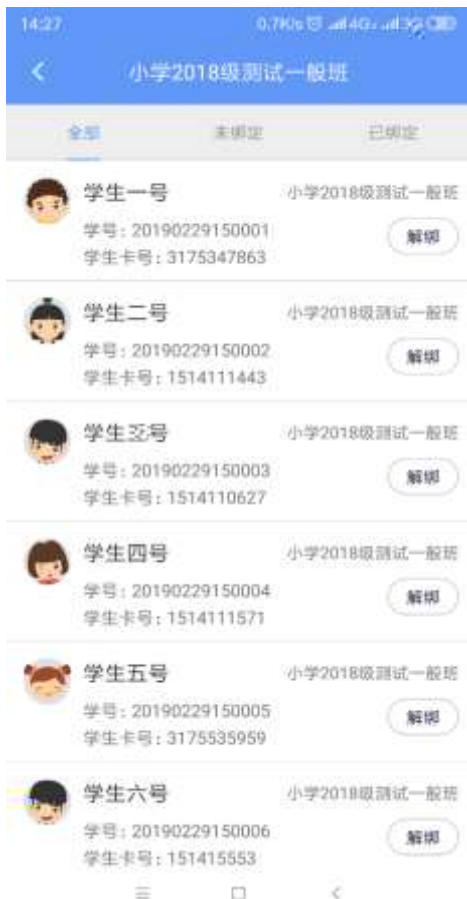 14:27
0.7K/s 4G 3G
小学2018级测试一般班
全部
未绑定
已绑定
学生一号
小学2018级测试一般班
学号:20190229150001
解绑
学生卡号:3175347863
学生二号
小学2018级测试一般班
学号:20190229150002
解绑
学生卡号:1514111443
学生号
小学2018级测试一般班
学号:20190229150003
解绑
学生卡号:1514110627
学生四号
小学2018级测试一般班
学号:20190229150004
解绑
学生卡号:1514111571
学生五号
小学2018级测试一般班
学号:20190229150005
解绑
学生卡号:3175535959
学生六号
小学2018级测试一般班
学号:20190229150006
解绑
学生卡号:151415553